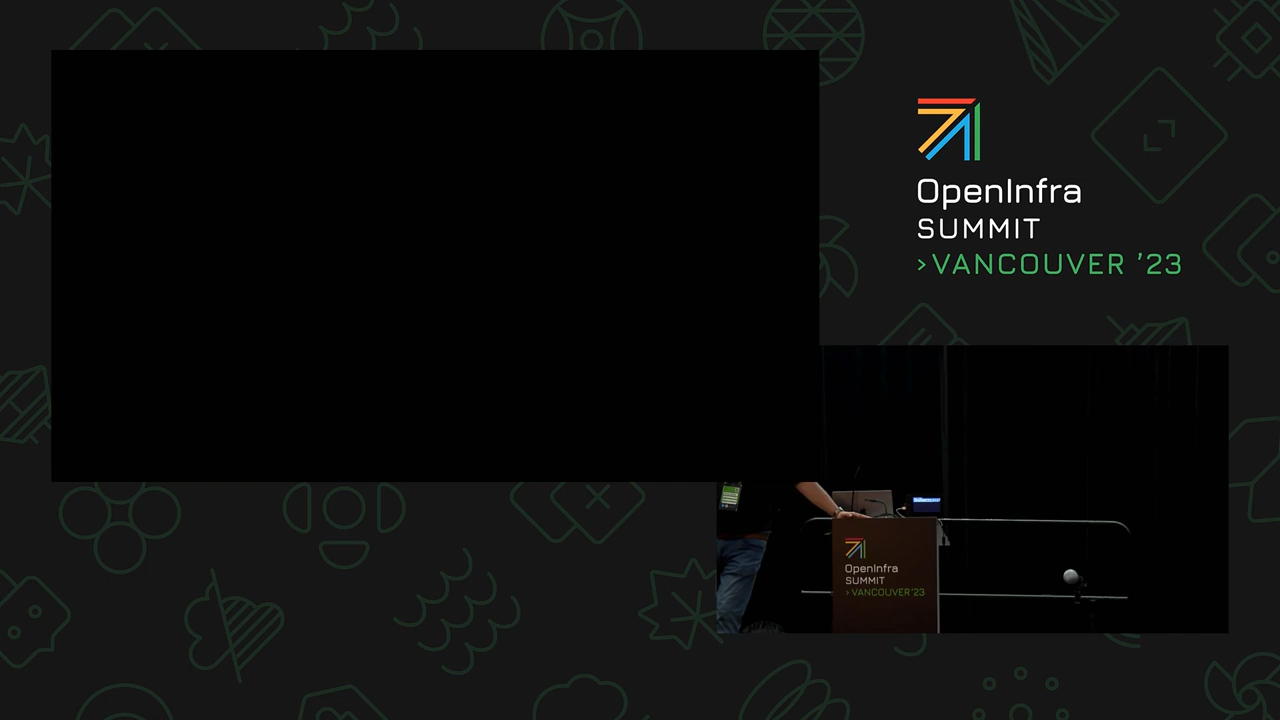 OpenInfra
SUMMIT
>VANCOUVER ’23
OpenInfra
SUMMIT
>VANCOUVER’23